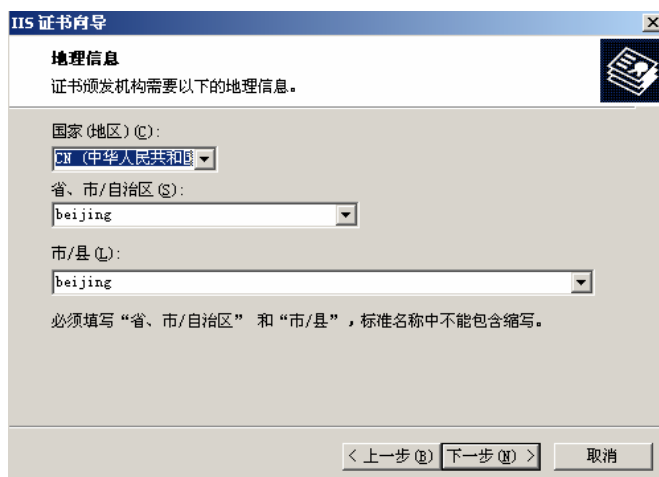 IIS 证书向导
地理信息
证书颁发机构需要以下的地理信息。
国家(地区)(C):
CN (中华人民共和国
省、市/自治区(S):
beijing
市/县(L):
beijing
必须填写“省、市/自治区” 和“市/县”，标准名称中不能包含缩写。
< 上一步(B) 下一步(N) > 取消